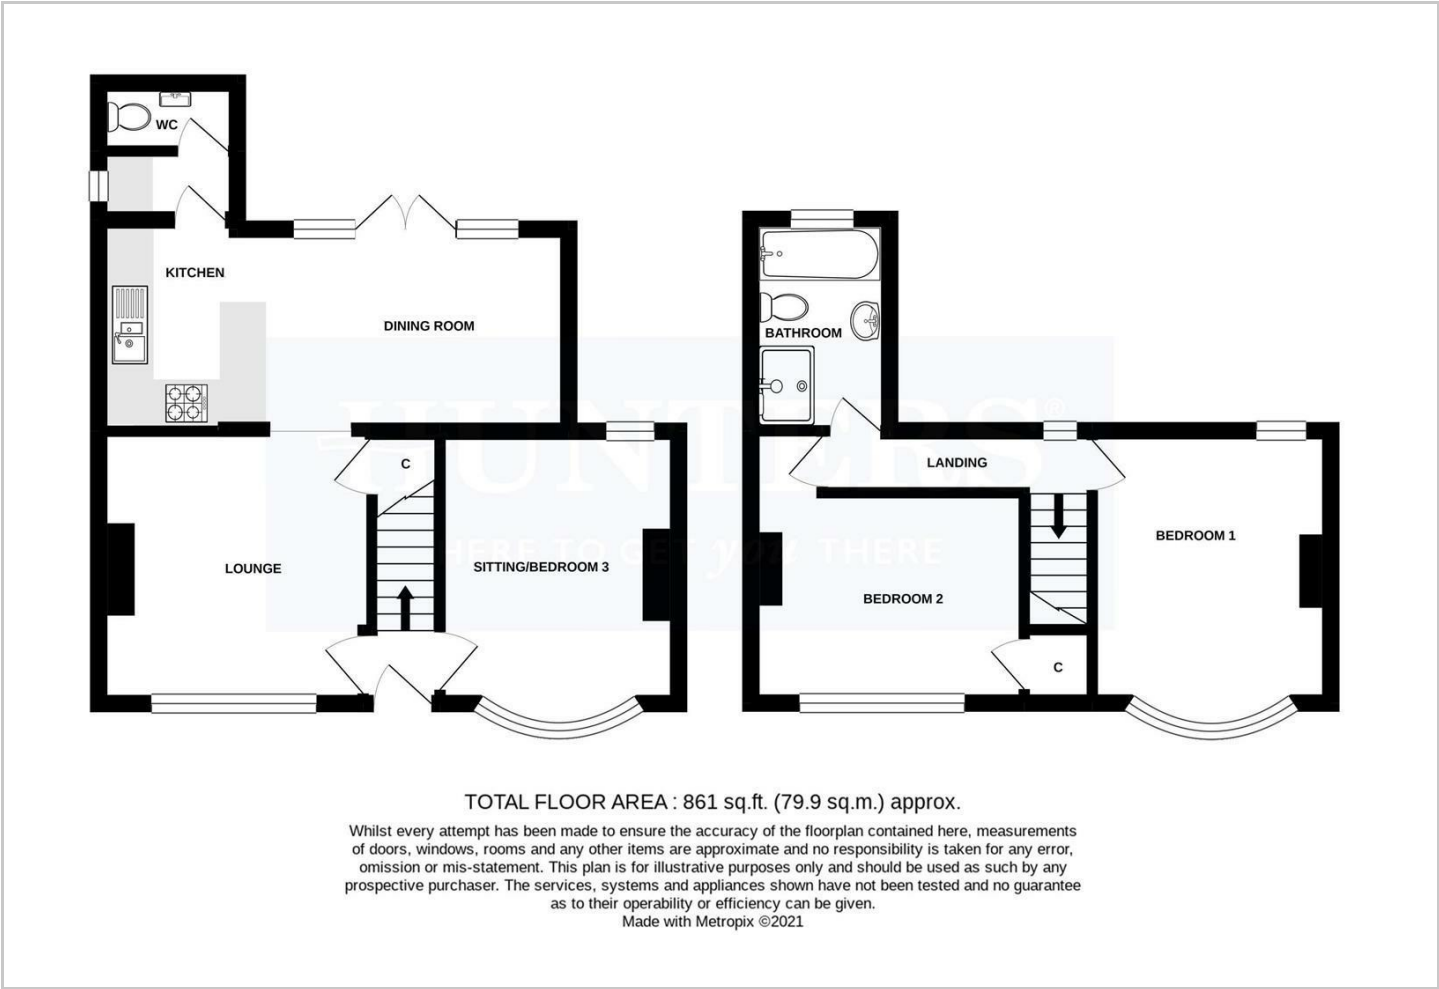 WC
KITCHEN
DINING ROOM
C
LOUNGE
SITTING/BEDROOM 3
BATHROOM
LANDING
BEDROOM 1
BEDROOM 2
C
HUNTERS®
HERE TO GET you THERE
TOTAL FLOOR AREA : 861 sq.ft. (79.9 sq.m.) approx.
Whilst every attempt has been made to ensure the accuracy of the floorplan contained here, measurements
of doors, windows, rooms and any other items are approximate and no responsibility is taken for any error,
omission or mis-statement. This plan is for illustrative purposes only and should be used as such by any
prospective purchaser. The services, systems and appliances shown have not been tested and no guarantee
as to their operability or efficiency can be given.
Made with Metropix ©2021